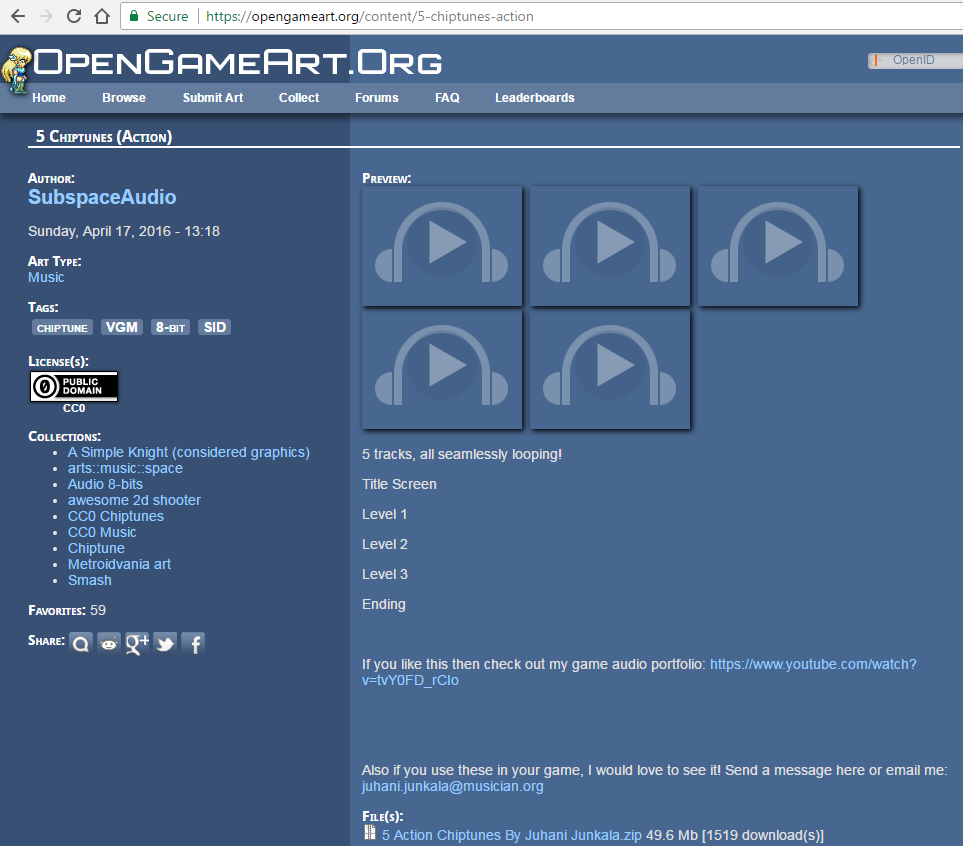 Secure | https://opengameart.org/content/5-chiptunes-action
OpenGameArt.Org
OpenID
Home Browse Submit Art Collect Forums FAQ Leaderboards
5 Chiptunes (Action)
Author:
SubspaceAudio
Sunday, April 17, 2016 - 13:18
Art Type:
Music
Tags:
chiptune VGM 8-bit SID
License(s):
PUBLIC
DOMAIN
CC0
Collections:
• A Simple Knight (considered graphics)
• arts::music::space
• Audio 8-bits
• awesome 2d shooter
• CC0 Chiptunes
• CC0 Music
• Chiptune
• Metroidvania art
• Smash
Favorites: 59
Share:
Preview:
5 tracks, all seamlessly looping!
Title Screen
Level 1
Level 2
Level 3
Ending
If you like this then check out my game audio portfolio: https://www.youtube.com/watch?
v=tvY0FD_rCIo
Also if you use these in your game, I would love to see it! Send a message here or email me:
juhani.junkala@musician.org
File(s):
5 Action Chiptunes By Juhani Junkala.zip 49.6 Mb [1519 download(s)]